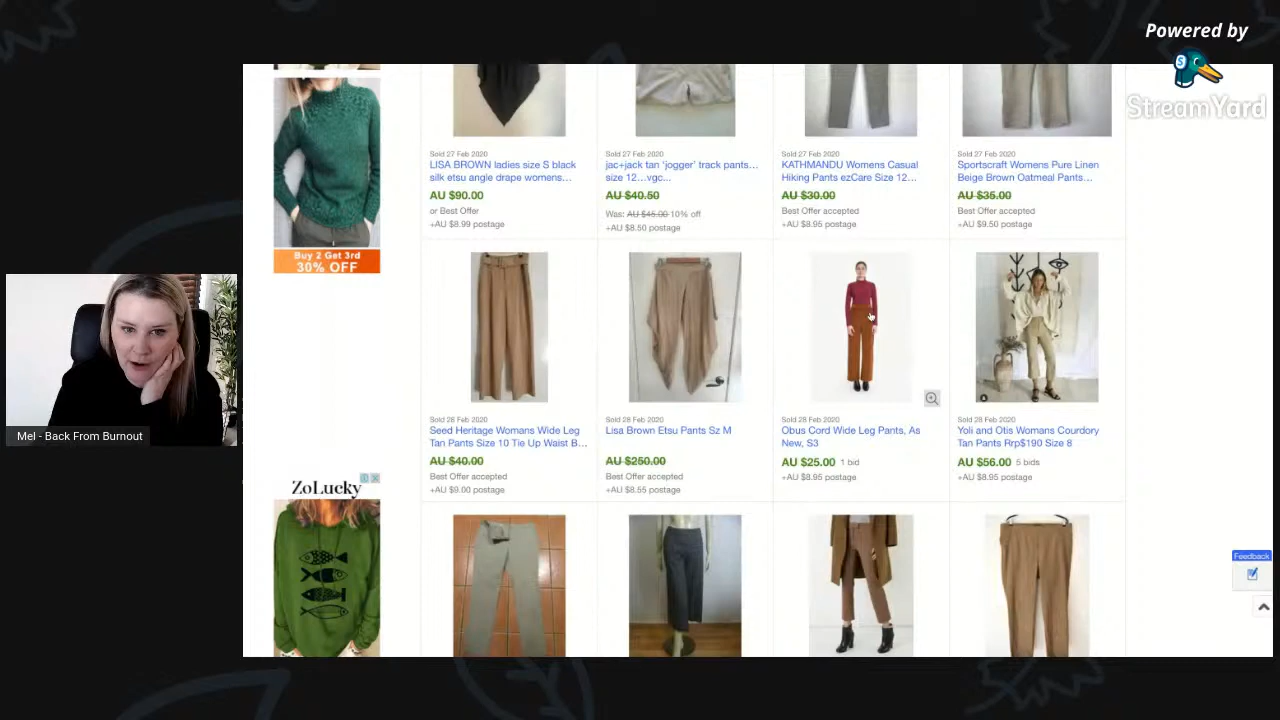 Powered by
StreamYard
Buy 2 Get 3rd
30% OFF
ZoLucky
Mel - Back From Burnout
Sold 27 Feb 2020
LISA BROWN ladies size S black
silk etsu angle drape womens...
AU $90.00
or Best Offer
+AU $8.99 postage
Sold 27 Feb 2020
jac+jack tan 'jogger' track pants...
size 12...vgc...
AU $40.50
Was: AU $45.00 10% off
+AU $8.50 postage
Sold 27 Feb 2020
KATHMANDU Womens Casual
Hiking Pants ezCare Size 12...
AU $30.00
Best Offer accepted
+AU $8.95 postage
Sold 27 Feb 2020
Sportscraft Womens Pure Linen
Beige Brown Oatmeal Pants...
AU $35.00
Best Offer accepted
+AU $9.50 postage
Sold 28 Feb 2020
Seed Heritage Womans Wide Leg
Tan Pants Size 10 Tie Up Waist B...
AU $40.00
Best Offer accepted
+AU $9.00 postage
Sold 28 Feb 2020
Lisa Brown Etsu Pants Sz M
AU $250.00
Best Offer accepted
+AU $8.55 postage
Sold 28 Feb 2020
Obus Cord Wide Leg Pants, As
New, S3
AU $25.00 1 bid
+AU $8.95 postage
Sold 28 Feb 2020
Yoli and Otis Womans Courdory
Tan Pants Rrp$190 Size 8
AU $56.00 5 bids
+AU $8.95 postage
Feedback